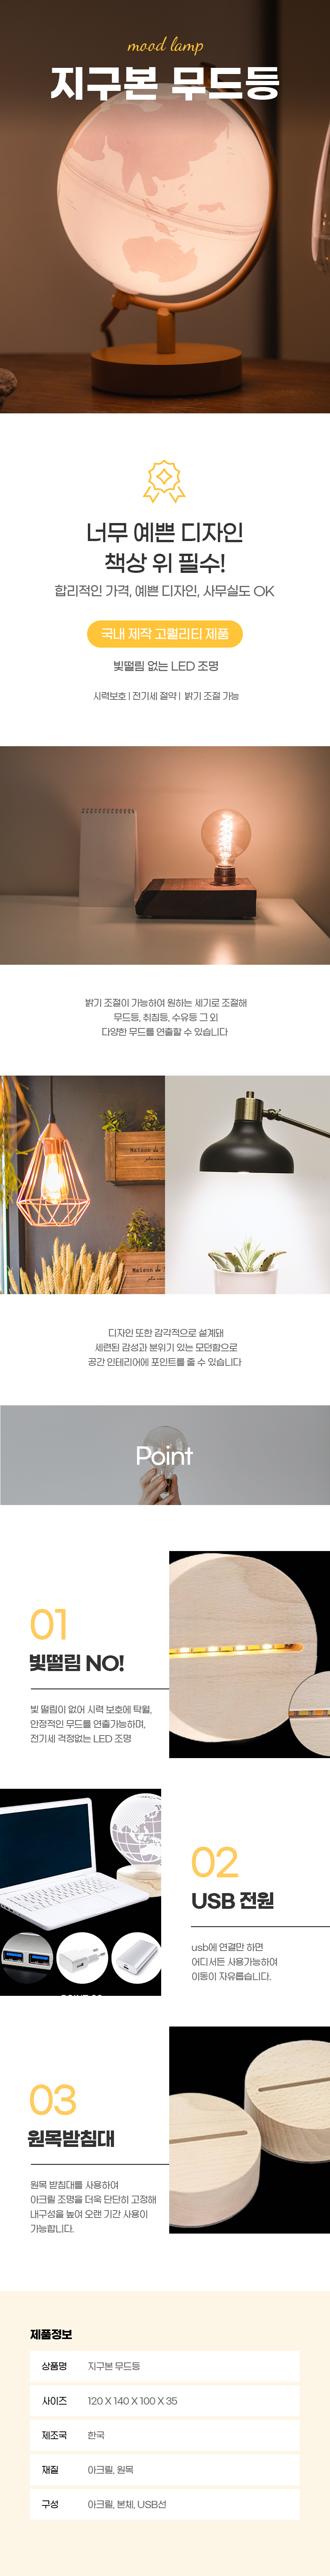 mood lamp
지구본 무드등
너무 예쁜 디자인
책상 위 필수!
합리적인 가격, 예쁜 디자인, 사무실도 OK
국내 제작 고퀄리티 제품
빛떨림 없는 LED 조명
시력보호 | 전기세 절약 | 밝기 조절 가능
밝기 조절이 가능하여 원하는 세기로 조절해
무드등, 취침등, 수유등 그 외
다양한 무드를 연출할 수 있습니다
Maison de
Maison de
디자인 또한 감각적으로 설계돼
세련된 감성과 분위기 있는 모던함으로
공간 인테리어에 포인트를 줄 수 있습니다
Point
01
빛떨림 NO!
빛 떨림이 없어 시력 보호에 탁월,
안정적인 무드를 연출가능하며,
전기세 걱정없는 LED 조명
02
USB 전원
usb에 연결만 하면
어디서든 사용가능하여
이동이 자유롭습니다.
03
원목받침대
원목 받침대를 사용하여
아크릴 조명을 더욱 단단히 고정해
내구성을 높여 오랜 기간 사용이
가능합니다.
제품정보
상품명 지구본 무드등
사이즈 120 X 140 X 100 X 35
제조국 한국
재질 아크릴, 원목
구성 아크릴, 본체, USB선